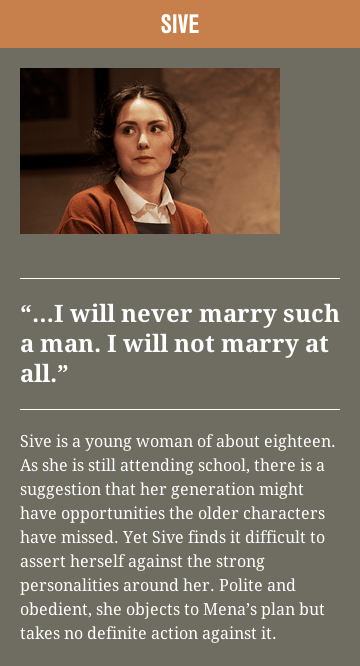 SIVE
“...I will never marry such
a man. I will not marry at
all.”
Sive is a young woman of about eighteen.
As she is still attending school, there is a
suggestion that her generation might
have opportunities the older characters
have missed. Yet Sive finds it difficult to
assert herself against the strong
personalities around her. Polite and
obedient, she objects to Mena’s plan but
takes no definite action against it.